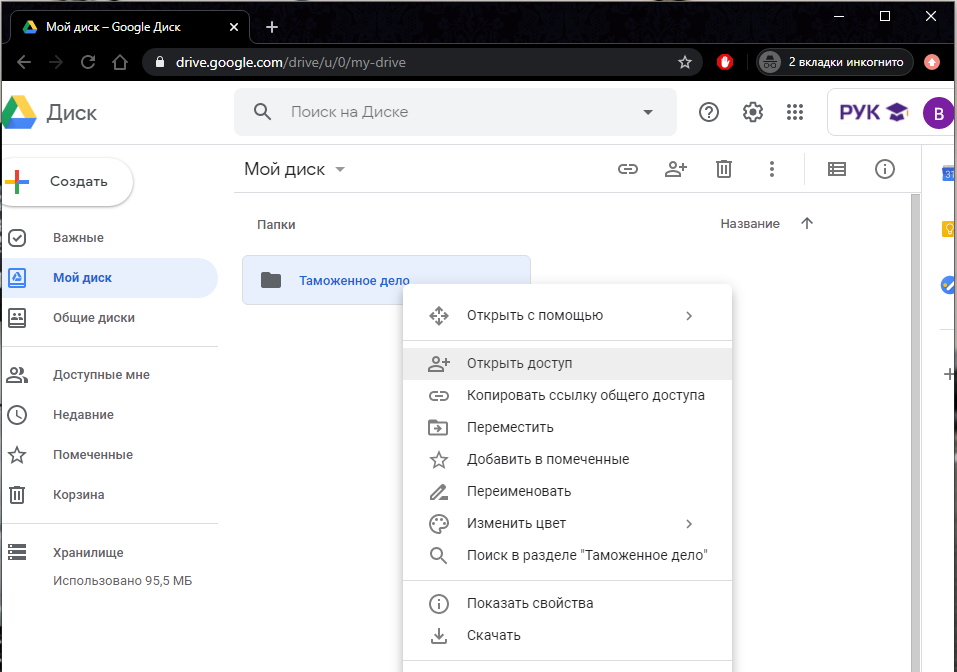 Мой диск – Google Диск
drive.google.com/drive/u/0/my-drive
2 вкладки инкогнито
Диск
Поиск на Диске
РУК
В
Создать
Мой диск
31
Важные
Папки
Название
Мой диск
Таможенное дело
Общие диски
Открыть с помощью
Открыть доступ
Доступные мне
Копировать ссылку общего доступа
Недавние
Переместить
Помеченные
Добавить в помеченные
Корзина
Переименовать
Изменить цвет
Хранилище
Поиск в разделе "Таможенное дело"
Использовано 95,5 МБ
Показать свойства
Скачать